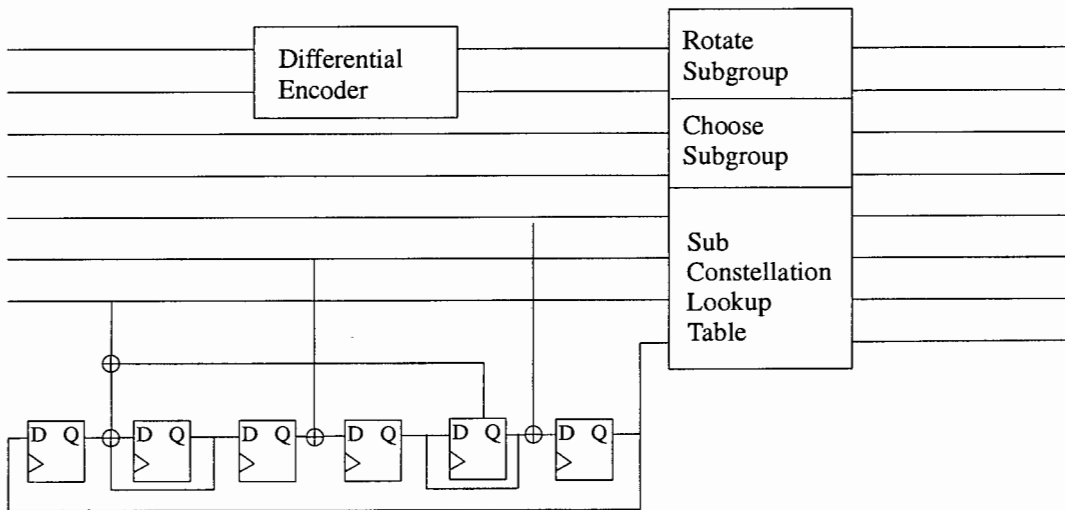 Differential
Encoder
Rotate
Subgroup
Choose
Subgroup
Sub
Constellation
Lookup
Table
D Q
D Q
D Q
D Q
D Q
D Q